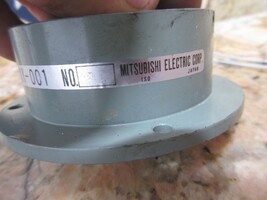 -001 NO. MITSUBISHI ELECTRIC CORP.
JAPAN